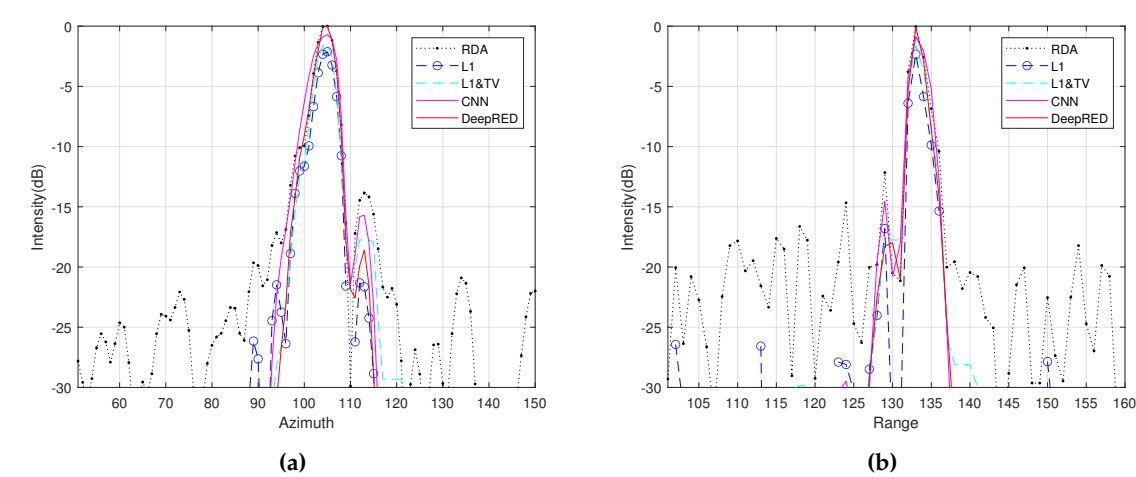 0
-5
-10
-15
-20
-25
-30
Intensity(dB)
60 70 80 90 100 110 120 130 140 150
Azimuth
RDA
L1
L1&TV
CNN
DeepRED
(a)
0
-5
-10
-15
-20
-25
-30
Intensity(dB)
105 110 115 120 125 130 135 140 145 150 155 160
Range
RDA
L1
L1&TV
CNN
DeepRED
(b)